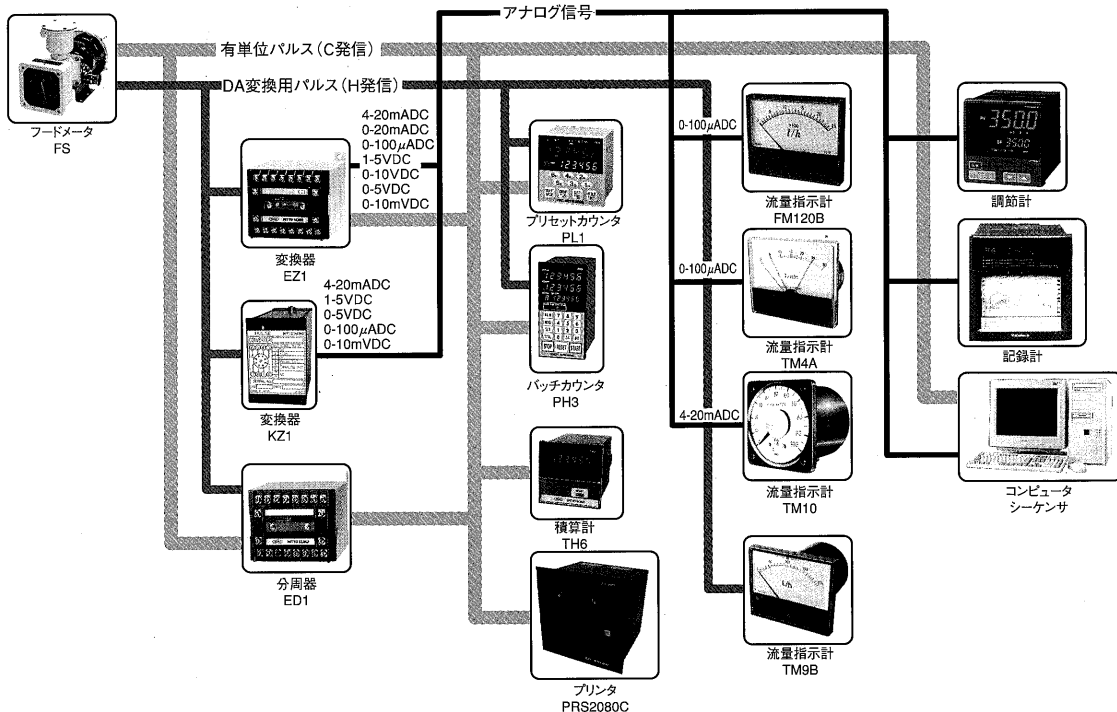 アナログ信号
有単位パルス(C発信)
DA変換用パルス(H発信)
フードメータ
FS
4-20mADC
0-20mADC
0-100μADC
1-5VDC
0-10VDC
0-5VDC
0-10mVDC
変換器
EZ1
4-20mADC
1-5VDC
0-5VDC
0-100μADC
0-10mVDC
変換器
KZ1
分周器
ED1
プリセットカウンタ
PL1
バッチカウンタ
PH3
積算計
TH6
プリンタ
PRS2080C
0-100μADC
ℓ/h
流量指示計
FM120B
0-100μADC
流量指示計
TM4A
4-20mADC
流量指示計
TM10
流量指示計
TM9B
350.0
調節計
記録計
コンピュータ
シーケンサ